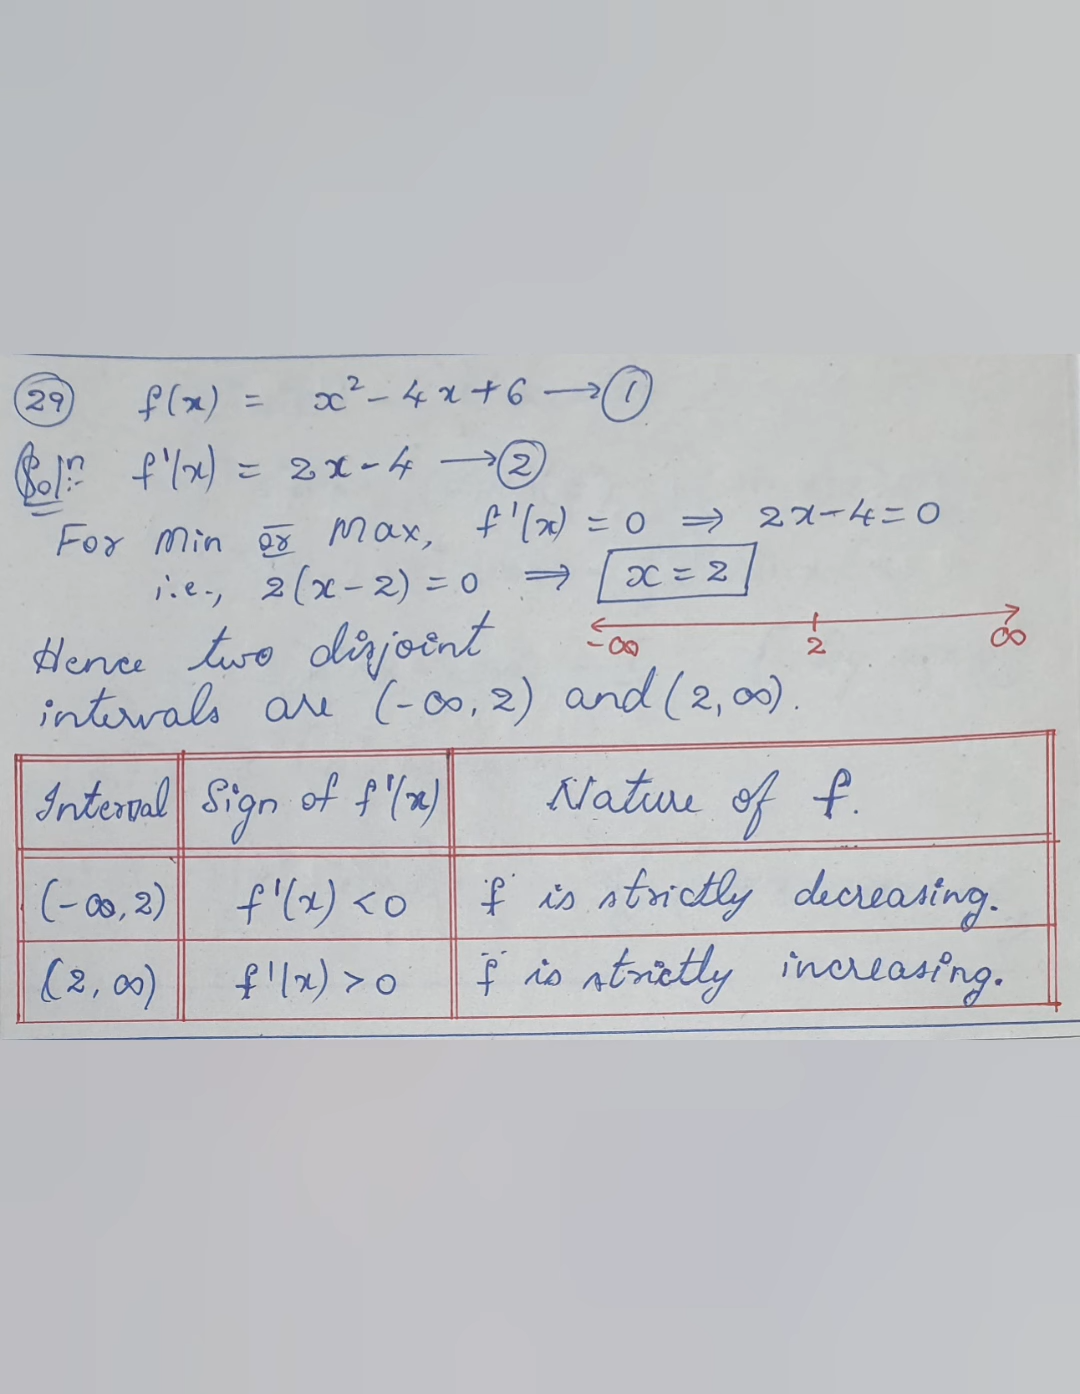 29 f(x) = x² - 4x + 6 → 1
Solⁿ:- f'(x) = 2x - 4 → 2
For Min or Max, f'(x) = 0 ⇒ 2x - 4 = 0
i.e., 2(x - 2) = 0 ⇒ x = 2
-∞ 2 ∞
Hence two disjoint
intervals are (-∞, 2) and (2, ∞).
Interval Sign of f'(x) Nature of f.
(-∞, 2) f'(x) < 0 f is strictly decreasing.
(2, ∞) f'(x) > 0 f is strictly increasing.